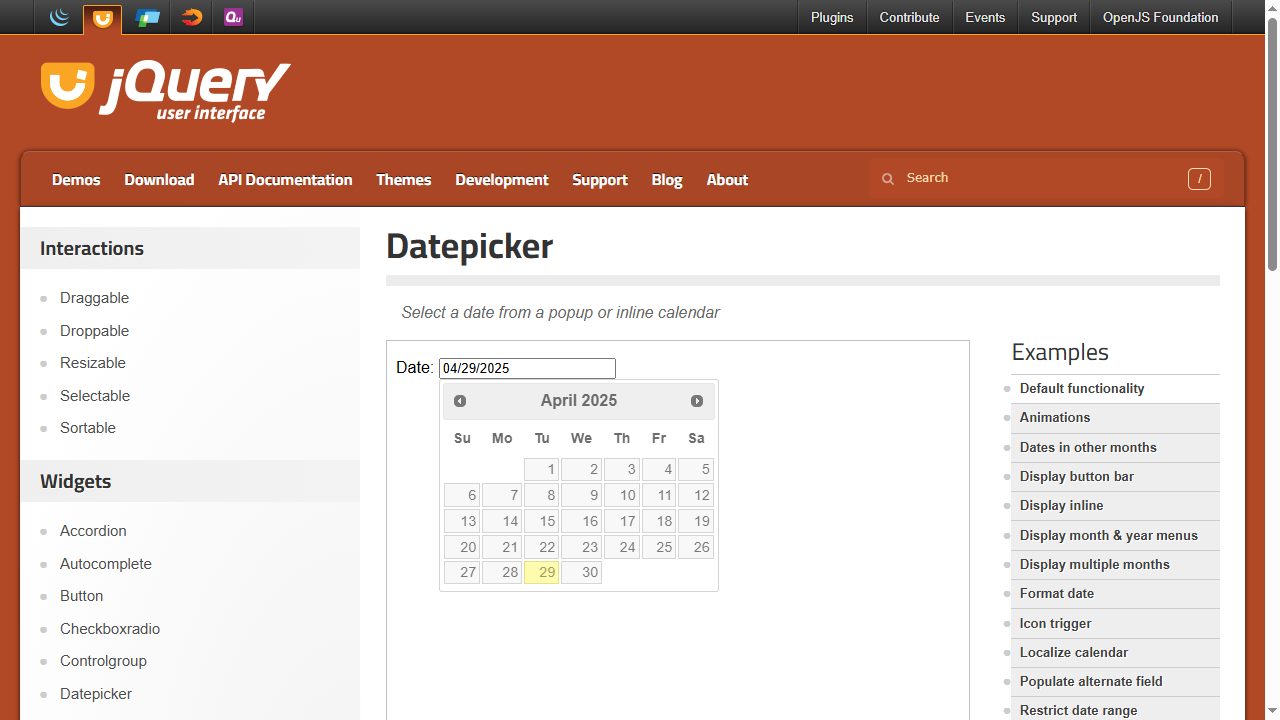 Qu
Plugins
Contribute
Events
Support
OpenJS Foundation
jQuery
user interface
Demos
Download
API Documentation
Themes
Development
Support
Blog
About
Search
/
Interactions
Draggable
Droppable
Resizable
Selectable
Sortable
Widgets
Accordion
Autocomplete
Button
Checkboxradio
Controlgroup
Datepicker
Datepicker
Select a date from a popup or inline calendar
Date: 04/29/2025
April 2025
Su Mo Tu We Th Fr Sa
1 2 3 4 5
6 7 8 9 10 11 12
13 14 15 16 17 18 19
20 21 22 23 24 25 26
27 28 29 30
Examples
Default functionality
Animations
Dates in other months
Display button bar
Display inline
Display month & year menus
Display multiple months
Format date
Icon trigger
Localize calendar
Populate alternate field
Restrict date range